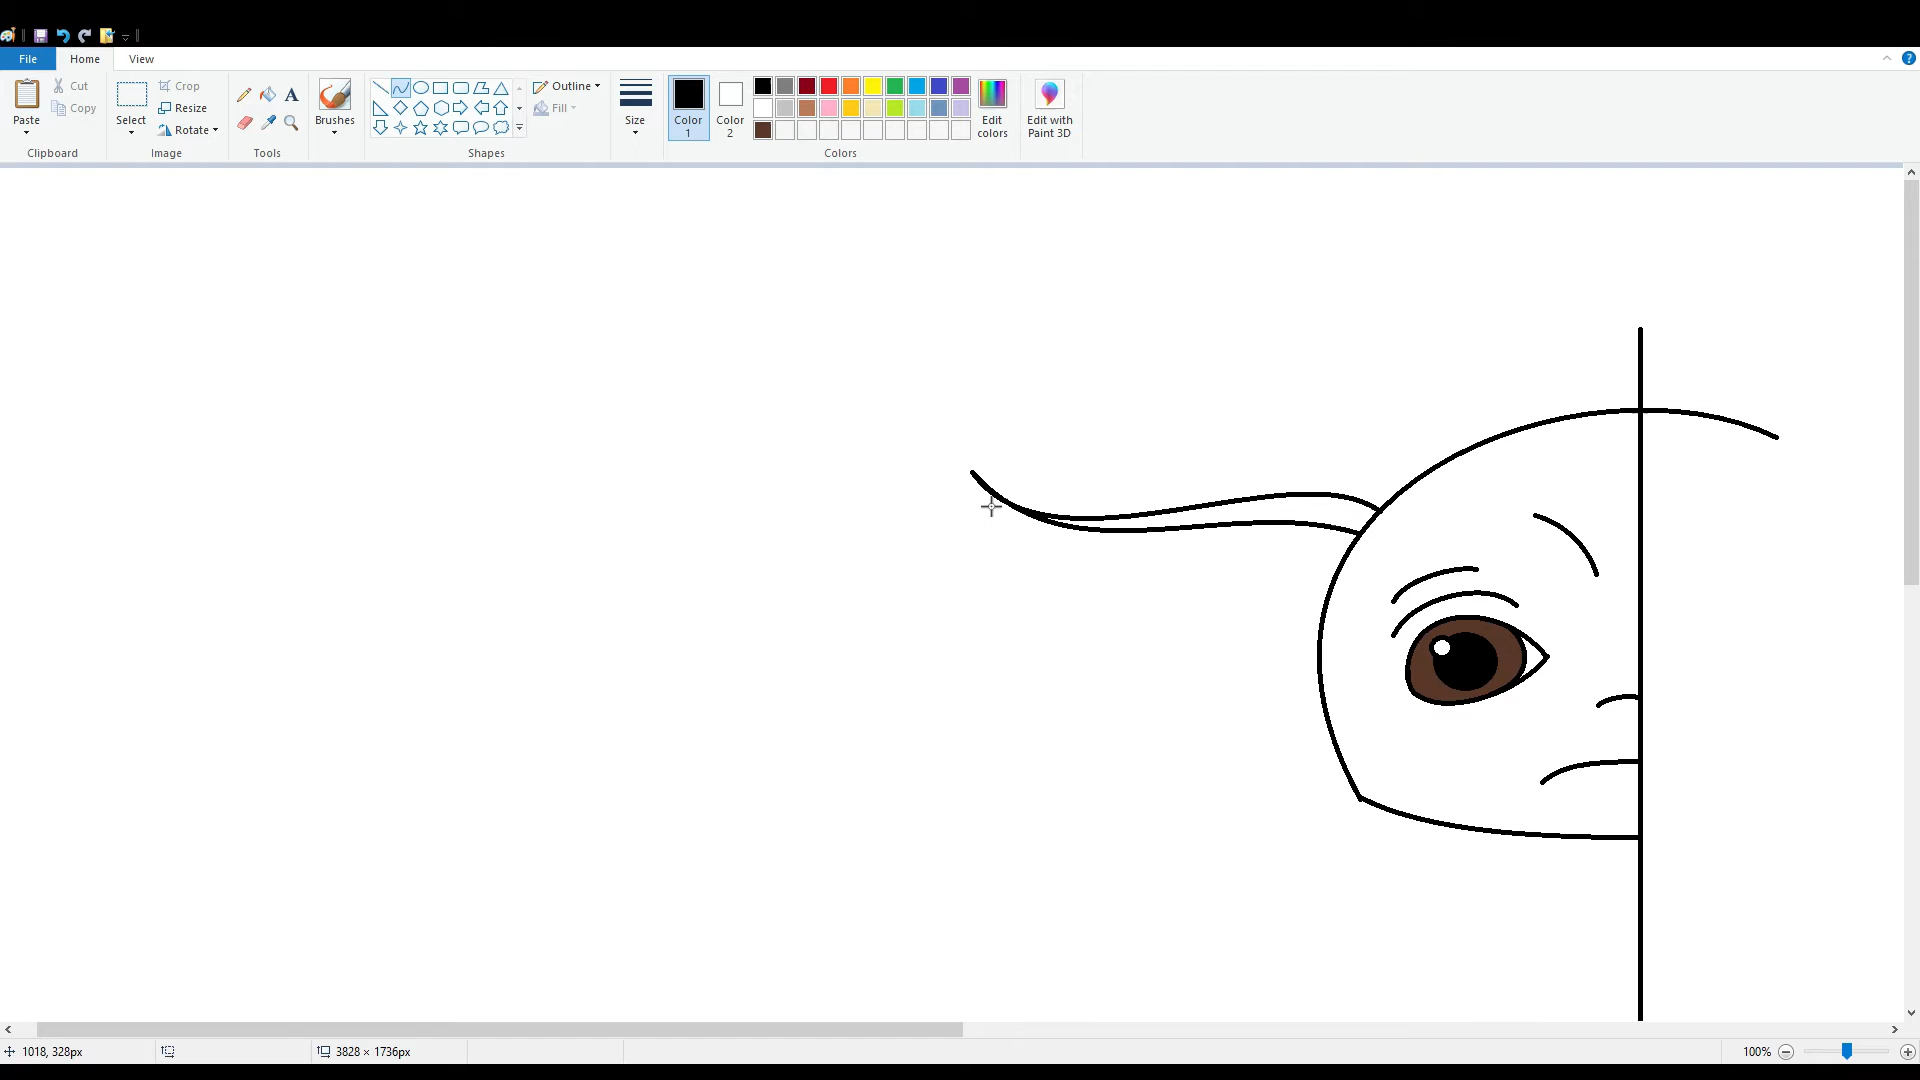 File Home View
Paste
Cut
Copy
Clipboard
Select
Crop
Resize
Rotate
Image
A
Tools
Brushes
Shapes
Outline
Fill
Size
Color
1
Color
2
Edit
colors
Colors
Edit with
Paint 3D
1018, 328px
3828 × 1736px
100%